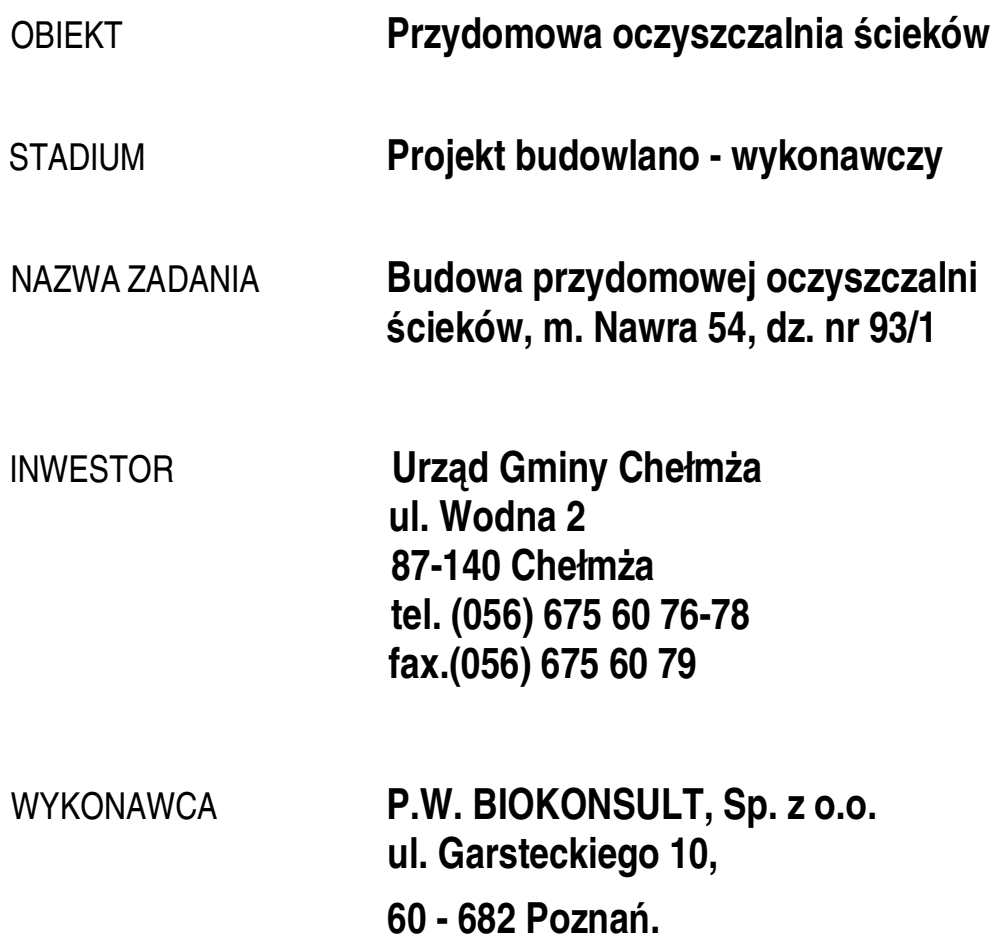 OBIEKT Przydomowa oczyszczalnia ścieków
STADIUM Projekt budowlano - wykonawczy
NAZWA ZADANIA Budowa przydomowej oczyszczalni
ścieków, m. Nawra 54, dz. nr 93/1
INWESTOR Urząd Gminy Chełmża
ul. Wodna 2
87-140 Chełmża
tel. (056) 675 60 76-78
fax.(056) 675 60 79
WYKONAWCA P.W. BIOKONSULT, Sp. z o.o.
ul. Garsteckiego 10,
60 - 682 Poznań.